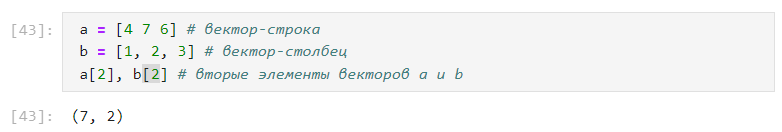 [43]: a = [4 7 6] # вектор-строка
b = [1, 2, 3] # вектор-столбец
a[2], b[2] # вторые элементы векторов a и b
[43]: (7, 2)